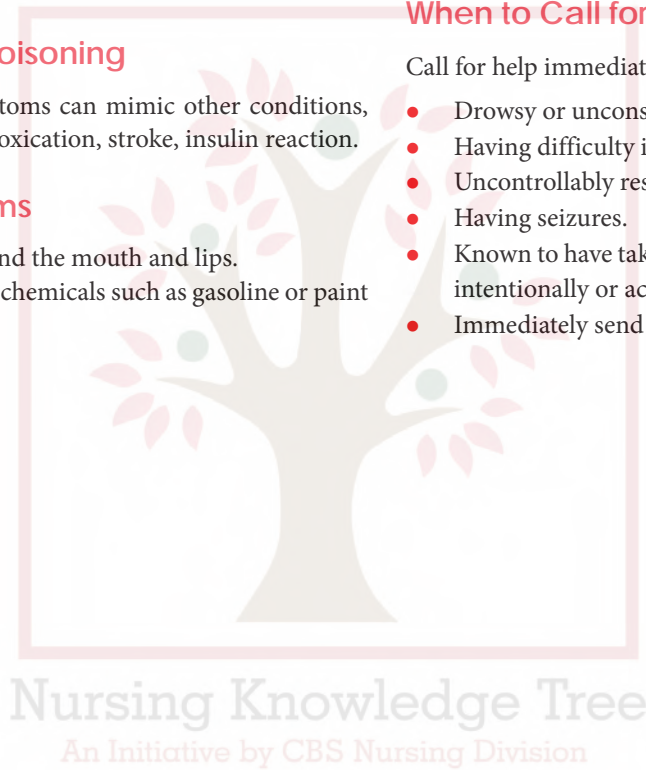 oisoning
toms can mimic other conditions,
oxication, stroke, insulin reaction.
ms
nd the mouth and lips.
chemicals such as gasoline or paint
When to Call for
Call for help immediat
• Drowsy or uncons
• Having difficulty i
• Uncontrollably res
• Having seizures.
• Known to have tak
intentionally or ac
• Immediately send
Nursing Knowledge Tree
An Initiative by CBS Nursing Division